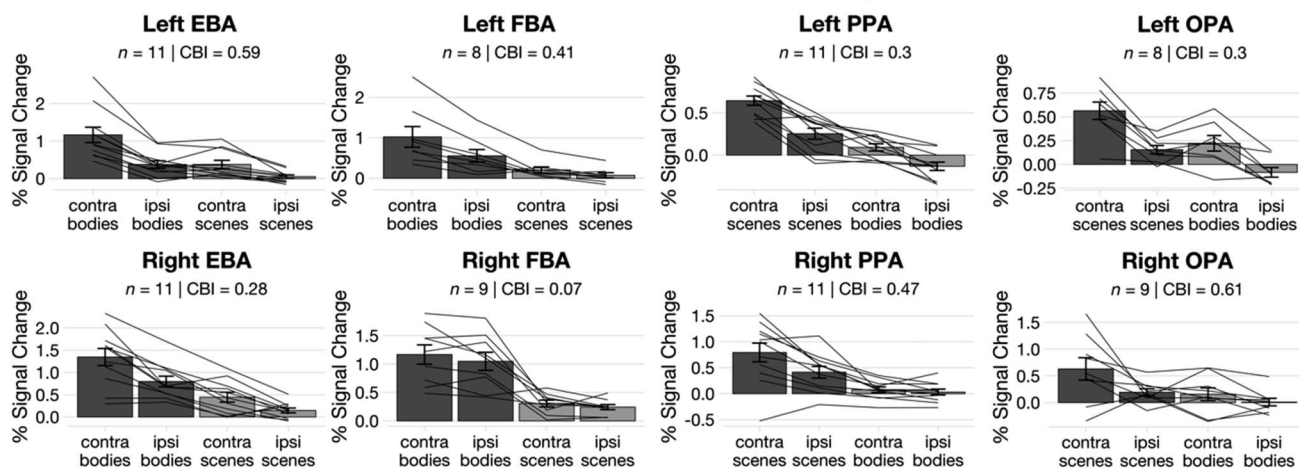 Left EBA
n = 11 | CBI = 0.59
% Signal Change
2
1
0
contra bodies
ipsi bodies
contra scenes
ipsi scenes
Left FBA
n = 8 | CBI = 0.41
% Signal Change
2
1
0
contra bodies
ipsi bodies
contra scenes
ipsi scenes
Left PPA
n = 11 | CBI = 0.3
% Signal Change
0.5
0.0
contra scenes
ipsi scenes
contra bodies
ipsi bodies
Left OPA
n = 8 | CBI = 0.3
% Signal Change
0.75
0.50
0.25
0.00
-0.25
contra scenes
ipsi scenes
contra bodies
ipsi bodies
Right EBA
n = 11 | CBI = 0.28
% Signal Change
2.0
1.5
1.0
0.5
0.0
contra bodies
ipsi bodies
contra scenes
ipsi scenes
Right FBA
n = 9 | CBI = 0.07
% Signal Change
1.5
1.0
0.5
0.0
contra bodies
ipsi bodies
contra scenes
ipsi scenes
Right PPA
n = 11 | CBI = 0.47
% Signal Change
1.5
1.0
0.5
0.0
-0.5
contra scenes
ipsi scenes
contra bodies
ipsi bodies
Right OPA
n = 9 | CBI = 0.61
% Signal Change
1.5
1.0
0.5
0.0
contra scenes
ipsi scenes
contra bodies
ipsi bodies